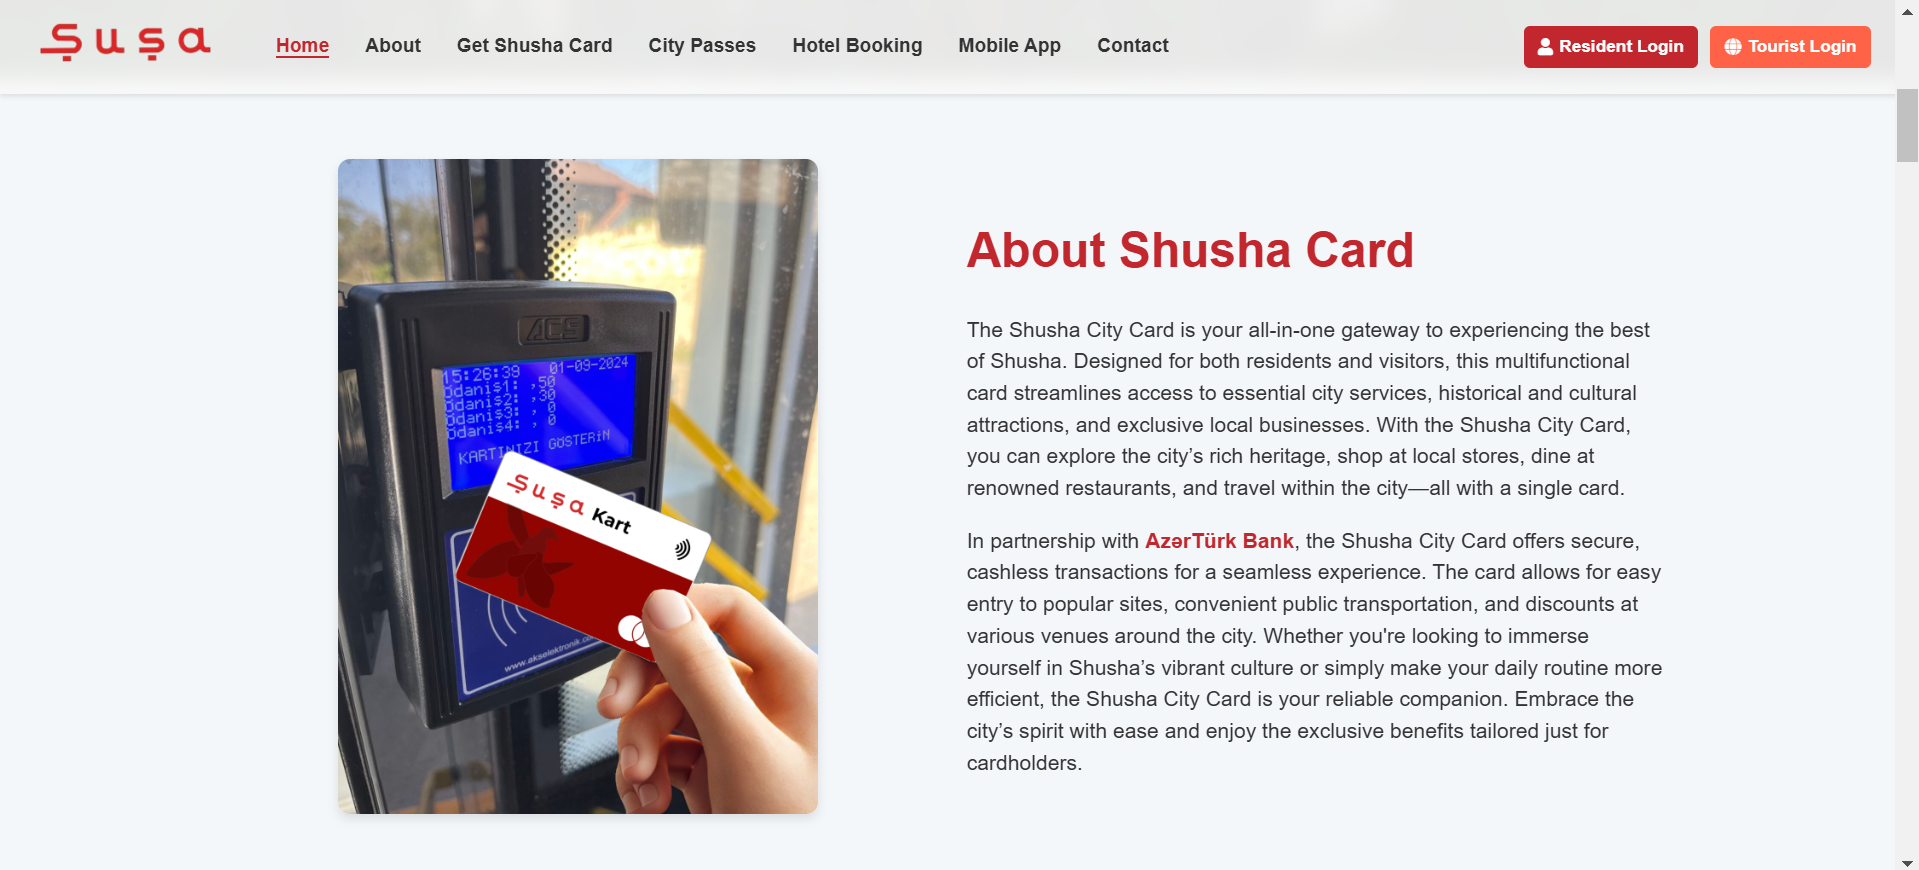 Şuşa
Home
About
Get Shusha Card
City Passes
Hotel Booking
Mobile App
Contact
Resident Login
Tourist Login
ACS
15:26:39 01-09-2024
Ödəniş1: ,50
Ödəniş2: ,30
Ödəniş3: , 0
Ödəniş4: , 0
KARTINIZI GÖSTERİN
Şuşa Kart
www.akselektronik.co
About Shusha Card
The Shusha City Card is your all-in-one gateway to experiencing the best
of Shusha. Designed for both residents and visitors, this multifunctional
card streamlines access to essential city services, historical and cultural
attractions, and exclusive local businesses. With the Shusha City Card,
you can explore the city’s rich heritage, shop at local stores, dine at
renowned restaurants, and travel within the city—all with a single card.
In partnership with AzərTürk Bank, the Shusha City Card offers secure,
cashless transactions for a seamless experience. The card allows for easy
entry to popular sites, convenient public transportation, and discounts at
various venues around the city. Whether you're looking to immerse
yourself in Shusha’s vibrant culture or simply make your daily routine more
efficient, the Shusha City Card is your reliable companion. Embrace the
city’s spirit with ease and enjoy the exclusive benefits tailored just for
cardholders.